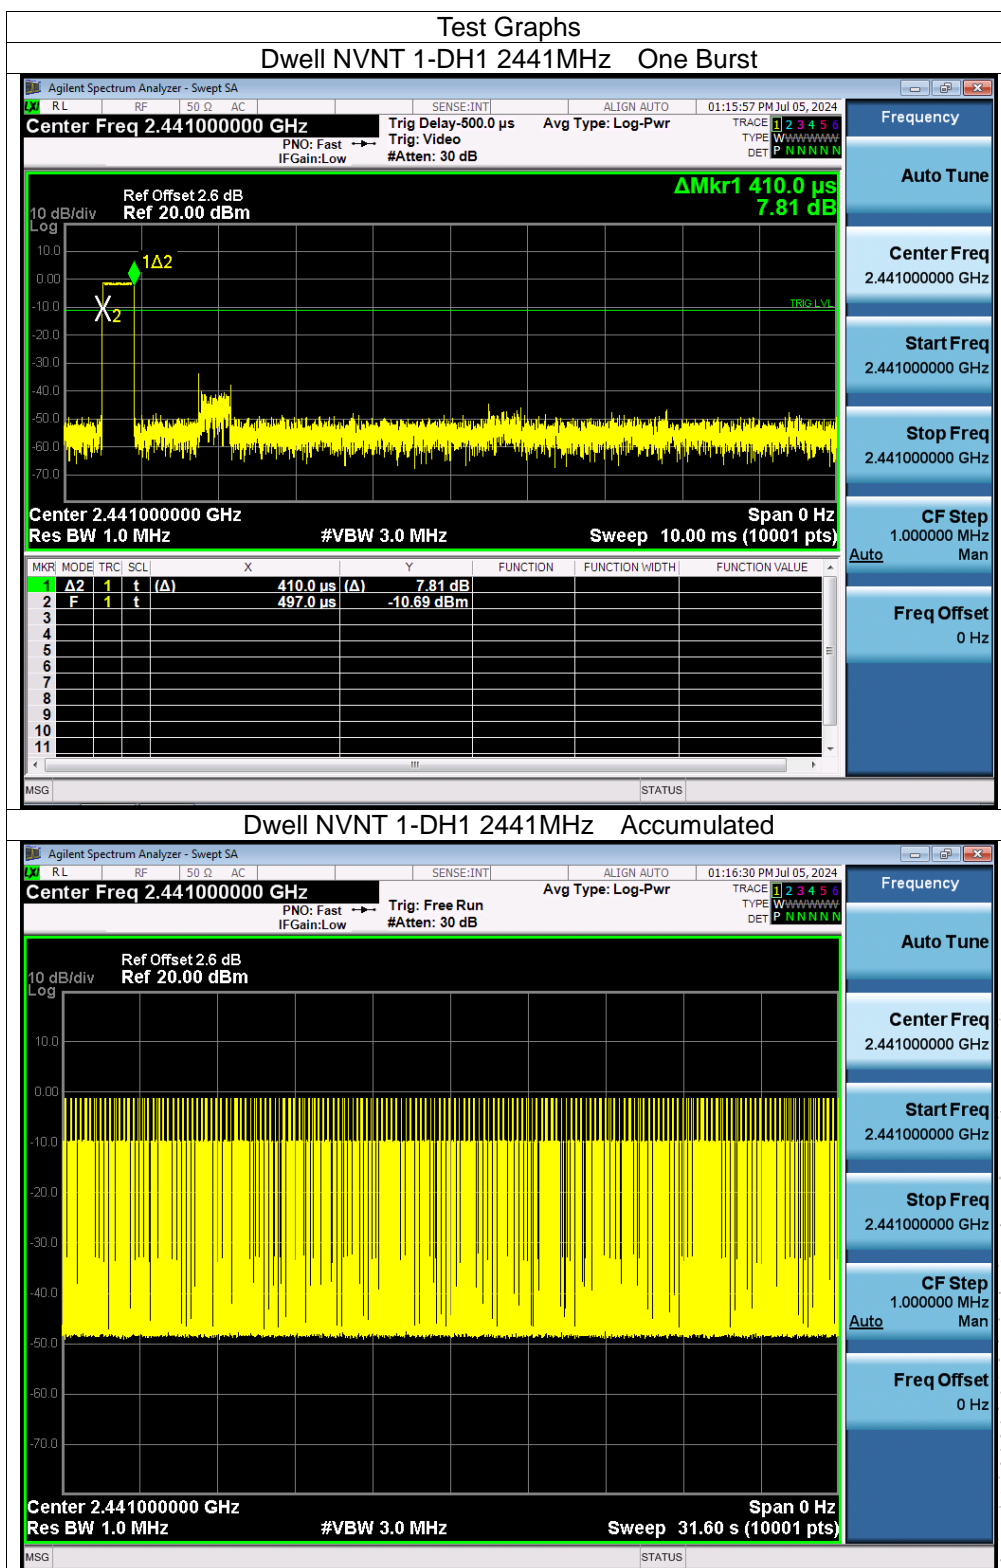 Test Graphs
Dwell NVNT 1-DH1 2441MHz One Burst
Agilent Spectrum Analyzer - Swept SA
LXI RL RF 50 Ω AC SENSE:INT ALIGN AUTO 01:15:57 PM Jul 05, 2024
Center Freq 2.441000000 GHz
PNO: Fast
IFGain:Low
Trig Delay-500.0 µs
Trig: Video
#Atten: 30 dB
Avg Type: Log-Pwr
TRACE 1 2 3 4 5 6
TYPE WWWWWW
DET P N N N N N
Frequency
Auto Tune
Center Freq
2.441000000 GHz
Start Freq
2.441000000 GHz
Stop Freq
2.441000000 GHz
CF Step
1.000000 MHz
Auto Man
Freq Offset
0 Hz
ΔMkr1 410.0 µs
7.81 dB
Ref Offset 2.6 dB
10 dB/div Ref 20.00 dBm
Log
10.0
0.00
-10.0
-20.0
-30.0
-40.0
-50.0
-60.0
-70.0
1Δ2
2
TRIG LVL
Center 2.441000000 GHz Span 0 Hz
Res BW 1.0 MHz #VBW 3.0 MHz Sweep 10.00 ms (10001 pts)
MKR MODE TRC SCL X Y FUNCTION FUNCTION WIDTH FUNCTION VALUE
1 Δ2 1 t (Δ) 410.0 µs (Δ) 7.81 dB
2 F 1 t 497.0 µs -10.69 dBm
3
4
5
6
7
8
9
10
11
MSG STATUS
Dwell NVNT 1-DH1 2441MHz Accumulated
Agilent Spectrum Analyzer - Swept SA
LXI RL RF 50 Ω AC SENSE:INT ALIGN AUTO 01:16:30 PM Jul 05, 2024
Center Freq 2.441000000 GHz
PNO: Fast
IFGain:Low
Trig: Free Run
#Atten: 30 dB
Avg Type: Log-Pwr
TRACE 1 2 3 4 5 6
TYPE WWWWWW
DET P N N N N N
Frequency
Auto Tune
Center Freq
2.441000000 GHz
Start Freq
2.441000000 GHz
Stop Freq
2.441000000 GHz
CF Step
1.000000 MHz
Auto Man
Freq Offset
0 Hz
Ref Offset 2.6 dB
10 dB/div Ref 20.00 dBm
Log
10.0
0.00
-10.0
-20.0
-30.0
-40.0
-50.0
-60.0
-70.0
Center 2.441000000 GHz Span 0 Hz
Res BW 1.0 MHz #VBW 3.0 MHz Sweep 31.60 s (10001 pts)
MSG STATUS